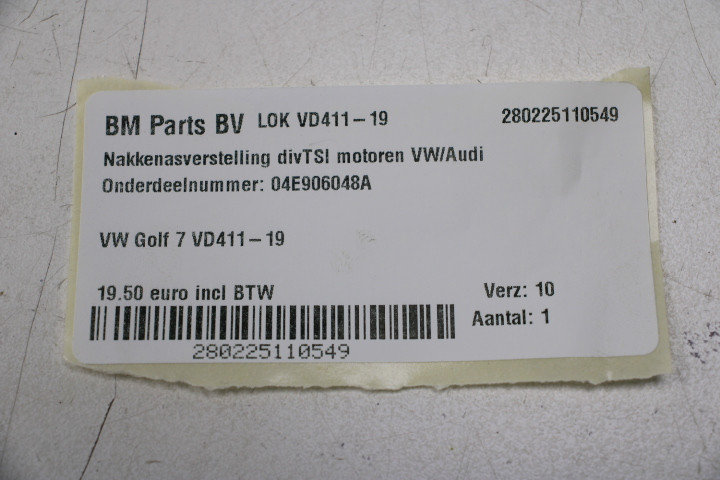 BM Parts BV LOK VD411-19 280225110549
Nakkenasverstelling divTSI motoren VW/Audi
Onderdeelnummer: 04E906048A
VW Golf 7 VD411-19
19.50 euro incl BTW Verz: 10
Aantal: 1
280225110549